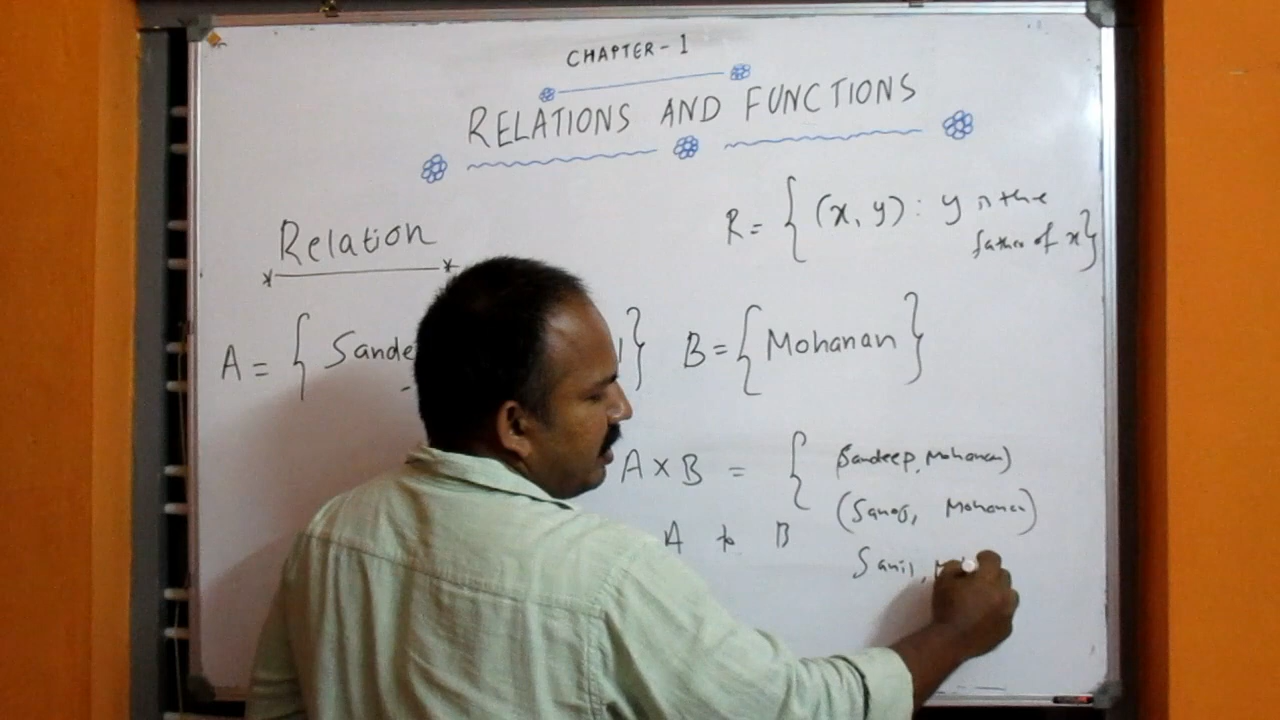 CHAPTER-1
RELATIONS AND FUNCTIONS
Relation
R = { (x, y) : y is the
father of x}
A = { Sande
} B = { Mohanan }
A X B = { (Sandeep, Mohanan)
(Sanoj, Mohanan)
A to B
Sanil,